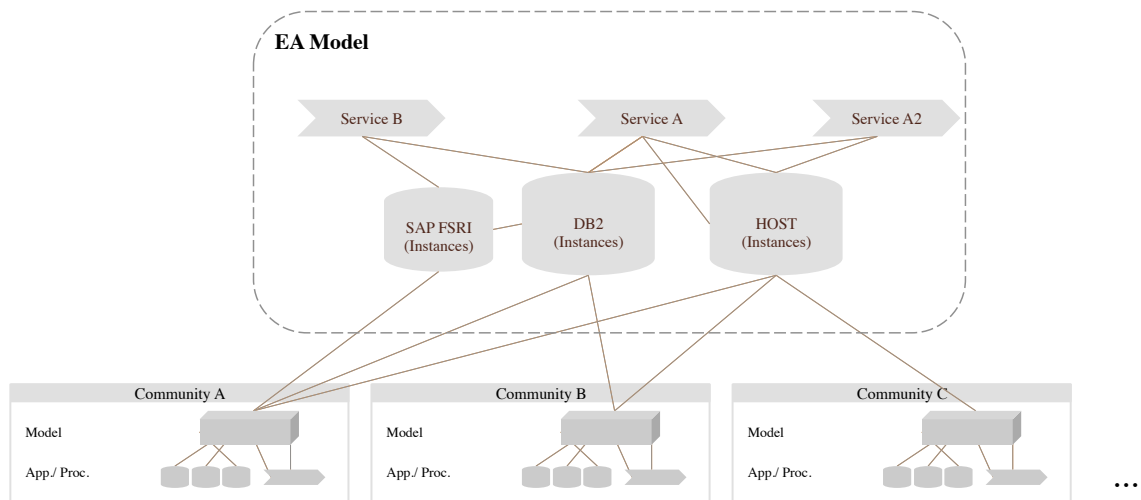 EA Model
Service B
Service A
Service A2
SAP FSRI
(Instances)
DB2
(Instances)
HOST
(Instances)
Community A
Community B
Community C
Model
Model
Model
App./ Proc.
App./ Proc.
App./ Proc.
...